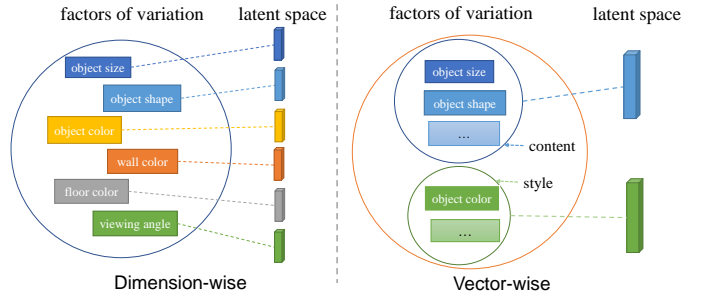 factors of variation
latent space
object size
object shape
object color
wall color
floor color
viewing angle
Dimension-wise
factors of variation
latent space
object size
object shape
...
content
style
object color
...
Vector-wise